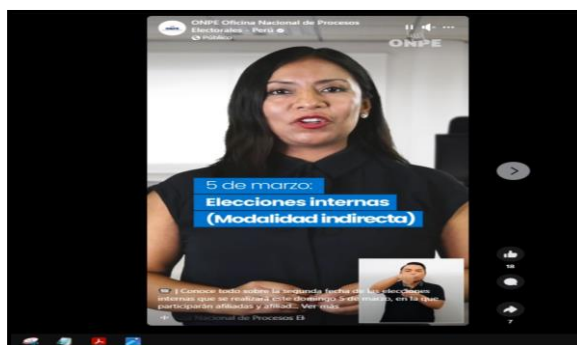 ONPE Oficina Nacional de Procesos
Electorales - Perú
Público
ONPE
5 de marzo:
Elecciones internas
(Modalidad indirecta)
| Conoce todo sobre la segunda fecha de las elecciones
internas que se realizará este domingo 5 de marzo, en la que
participarán afiliadas y afiliad... Ver más
Nacional de Procesos El
18
7